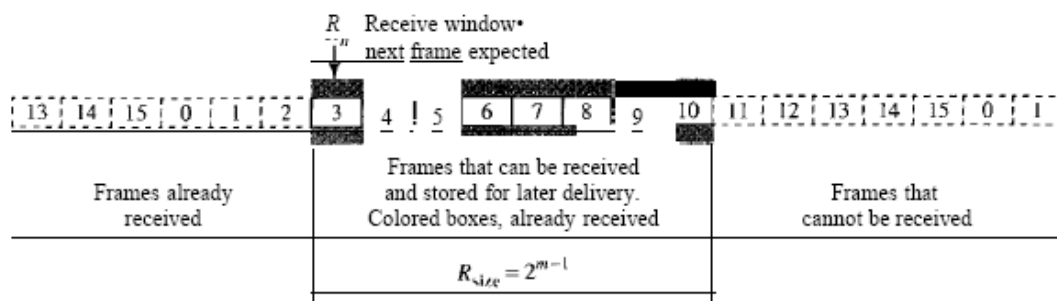 R Receive window•
n next frame expected
13 14 15 0 1 2 3 4 5 6 7 8 9 10 11 12 13 14 15 0 1
Frames already
received
Frames that can be received
and stored for later delivery.
Colored boxes, already received
Frames that
cannot be received
R_size = 2^{m-1}